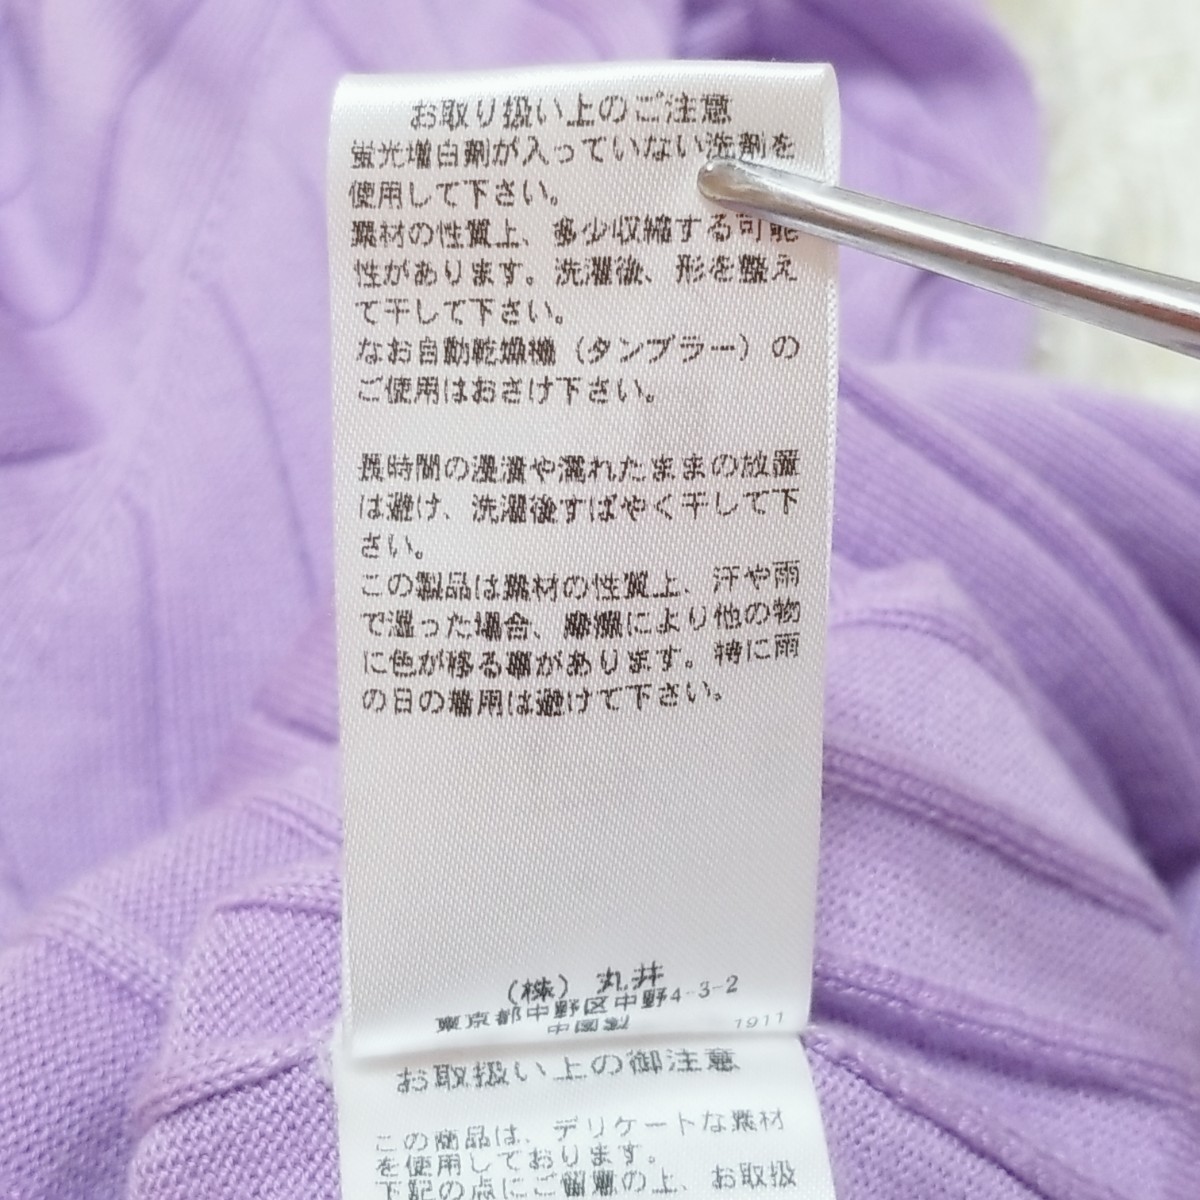 お取り扱い上のご注意
蛍光増白剤が入っていない洗剤を
使用して下さい。
素材の性質上、多少収縮する可能
性があります。洗濯後、形を整え
て干して下さい。
なお自動乾燥機（タンブラー）の
ご使用はおさけ下さい。
長時間の浸漬や濡れたままの放置
は避け、洗濯後すばやく干して下
さい。
この製品は素材の性質上、汗や雨
で湿った場合、摩擦により他の物
に色が移る事があります。特に雨
の日の着用は避けて下さい。
（株）丸井
東京都中野区中野4-3-2
中国製 1911
お取扱い上の御注意
この商品は、デリケートな素材
を使用しております。
下記の点にご留意の上、お取扱